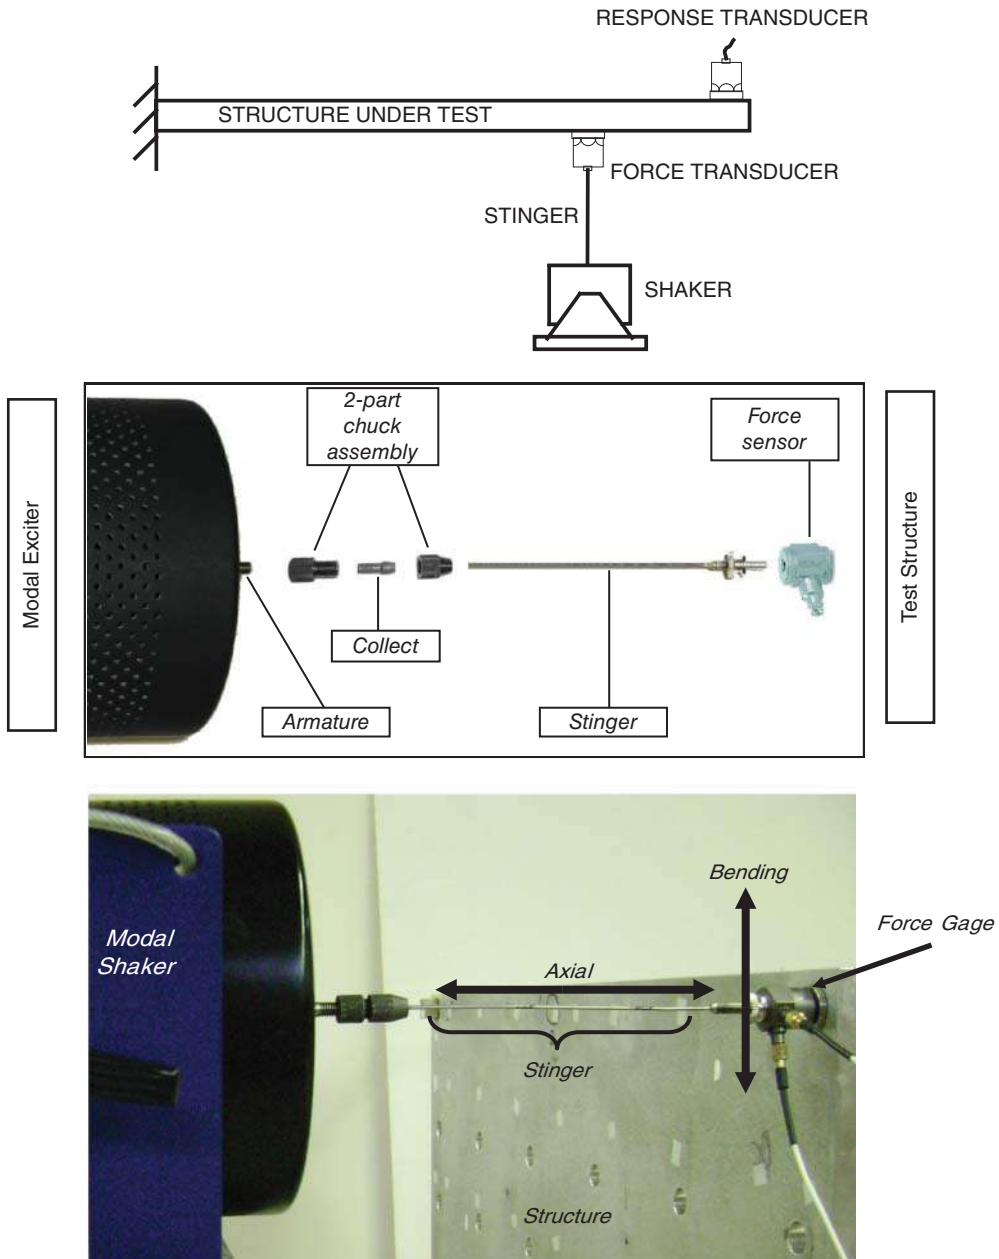 RESPONSE TRANSDUCER
STRUCTURE UNDER TEST
FORCE TRANSDUCER
STINGER
SHAKER
Modal Exciter
2-part
chuck
assembly
Force
sensor
Collect
Armature
Stinger
Test Structure
Bending
Force Gage
Modal
Shaker
Axial
Stinger
Structure